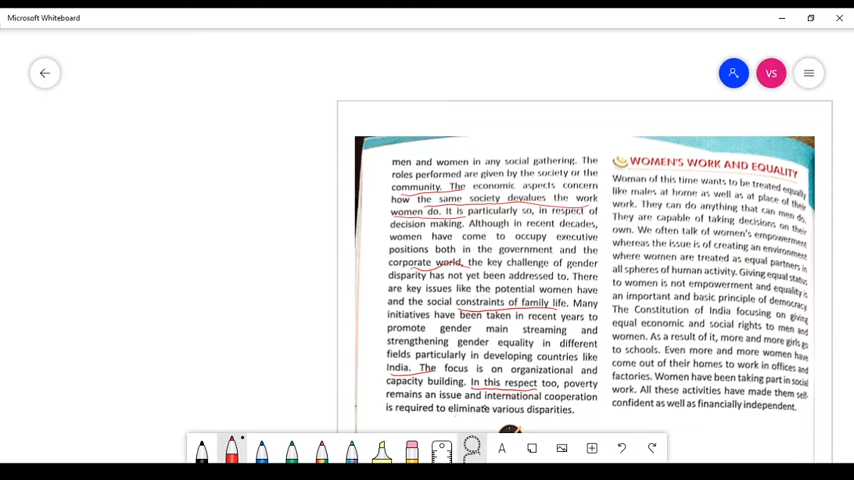 Microsoft Whiteboard
VS
men and women in any social gathering. The
roles performed are given by the society or the
community. The economic aspects concern
how the same society devalues the work
women do. It is particularly so, in respect of
decision making. Although in recent decades,
women have come to occupy executive
positions both in the government and the
corporate world, the key challenge of gender
disparity has not yet been addressed to. There
are key issues like the potential women have
and the social constraints of family life. Many
initiatives have been taken in recent years to
promote gender main streaming and
strengthening gender equality in different
fields particularly in developing countries like
India. The focus is on organizational and
capacity building. In this respect too, poverty
remains an issue and international cooperation
is required to eliminate various disparities.
WOMEN'S WORK AND EQUALITY
Woman of this time wants to be treated equally
like males at home as well as at place of their
work. They can do anything that can men do.
They are capable of taking decisions on their
own. We often talk of women's empowerment
whereas the issue is of creating an environment
where women are treated as equal partners in
all spheres of human activity. Giving equal status
to women is not empowerment and equality is
an important and basic principle of democracy.
The Constitution of India focusing on giving
equal economic and social rights to men and
women. As a result of it, more and more girls go
to schools. Even more and more women have
come out of their homes to work in offices and
factories. Women have been taking part in social
work. All these activities have made them self-
confident as well as financially independent.
A